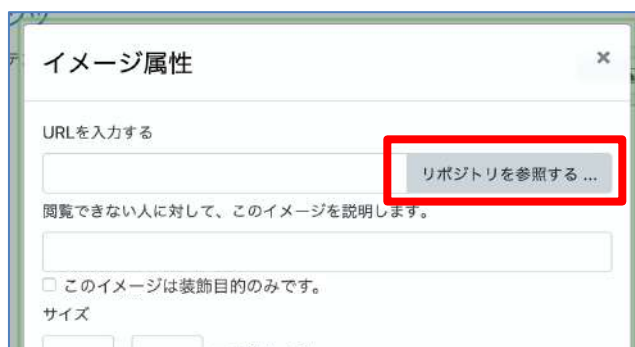 イメージ属性
×
URLを入力する
リポジトリを参照する ...
閲覧できない人に対して、このイメージを説明します。
このイメージは装飾目的のみです。
サイズ